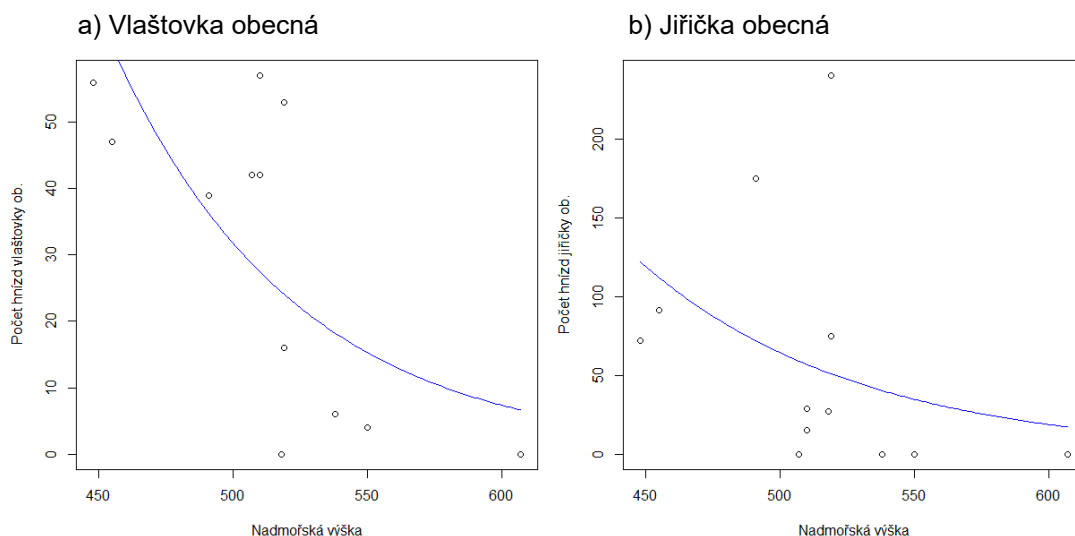 a) Vlaštovka obecná
Počet hnízd vlaštovky ob.
50
40
30
20
10
0
450 500 550 600
Nadmořská výška
b) Jiřička obecná
Počet hnízd jiřičky ob.
200
150
100
50
0
450 500 550 600
Nadmořská výška